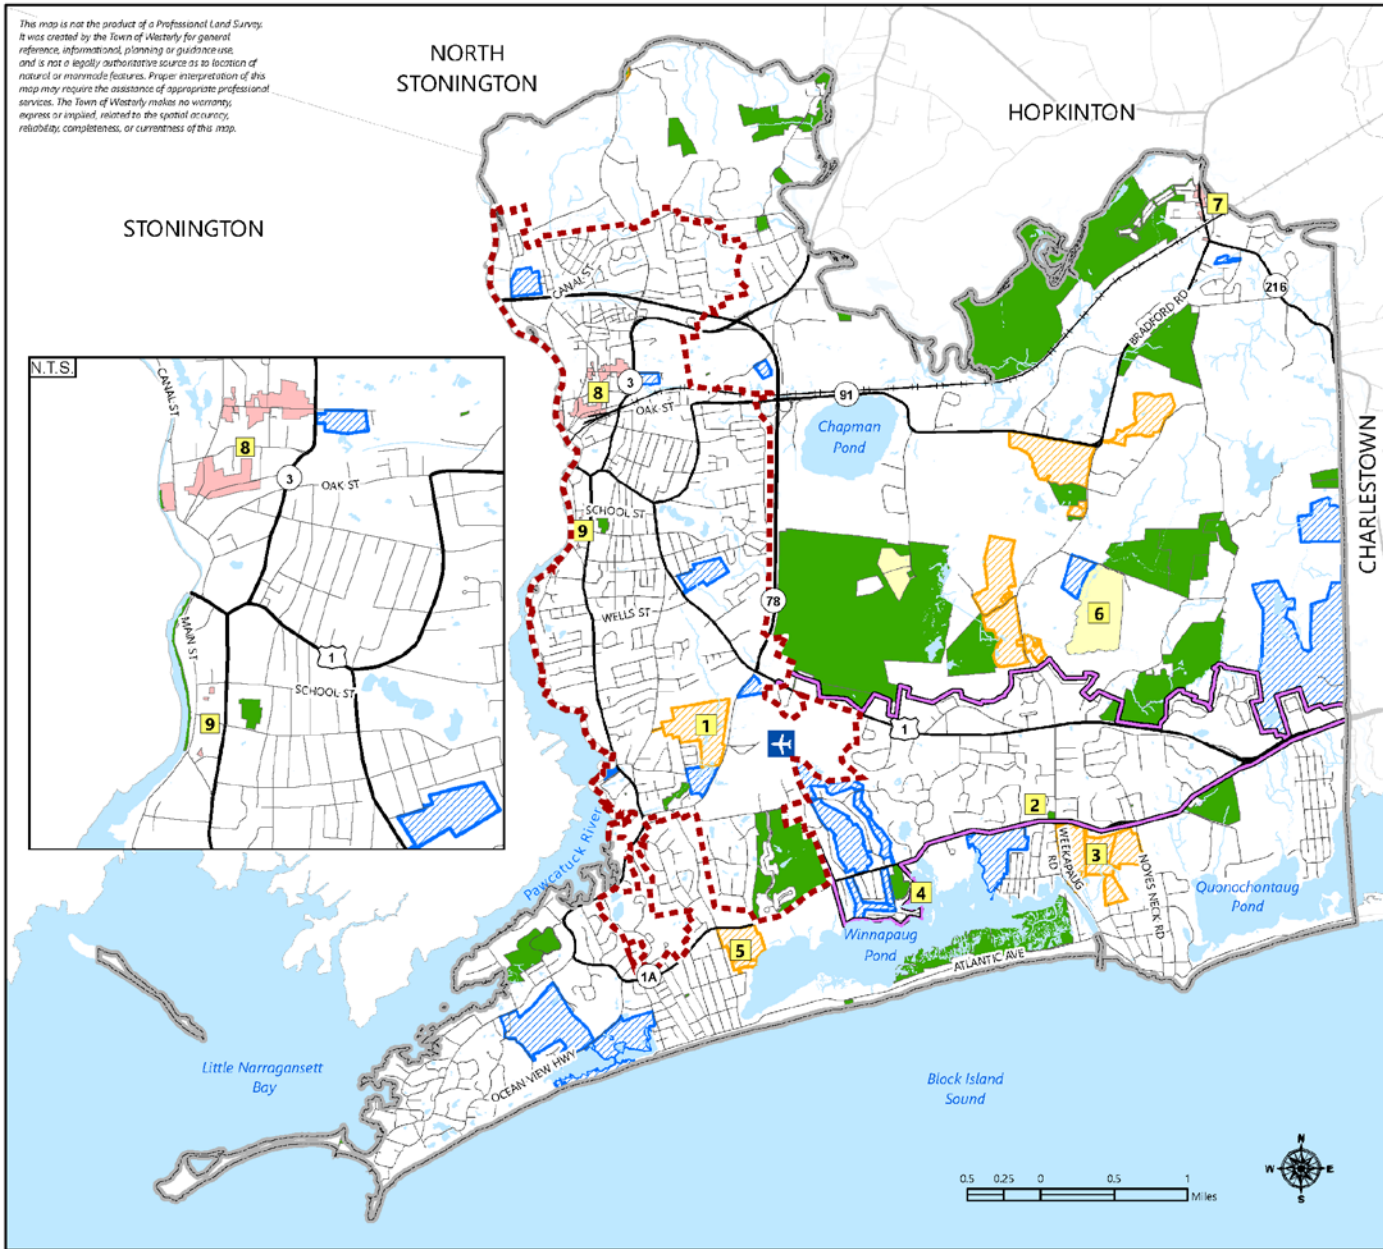 This map is not the product of a Professional Land Survey.
It was created by the Town of Westerly for general
reference, informational, planning or guidance use,
and is not a legally authoritative source as to location of
natural or manmade features. Proper interpretation of this
map may require the assistance of appropriate professional
services. The Town of Westerly makes no warranty,
express or implied, related to the spatial accuracy,
reliability, completeness, or currentness of this map.
NORTH
STONINGTON
HOPKINTON
STONINGTON
7
CANAL ST
216
BRADFORD RD
N.T.S.
CANAL ST
8
3
OAK ST
MAIN ST
1
SCHOOL ST
9
3
8
OAK ST
91
Chapman
Pond
CHARLESTOWN
SCHOOL ST
9
78
WELLS ST
6
1
1
2
WEEKAPAUG
RD
3
NOYES NECK RD
Pawcatuck River
4
Quonochontaug
Pond
Winnapaug
Pond
5
1A
ATLANTIC AVE
Little Narragansett
Bay
OCEAN VIEW HWY
Block Island
Sound
N
W E
S
0.5 0.25 0 0.5 1
Miles